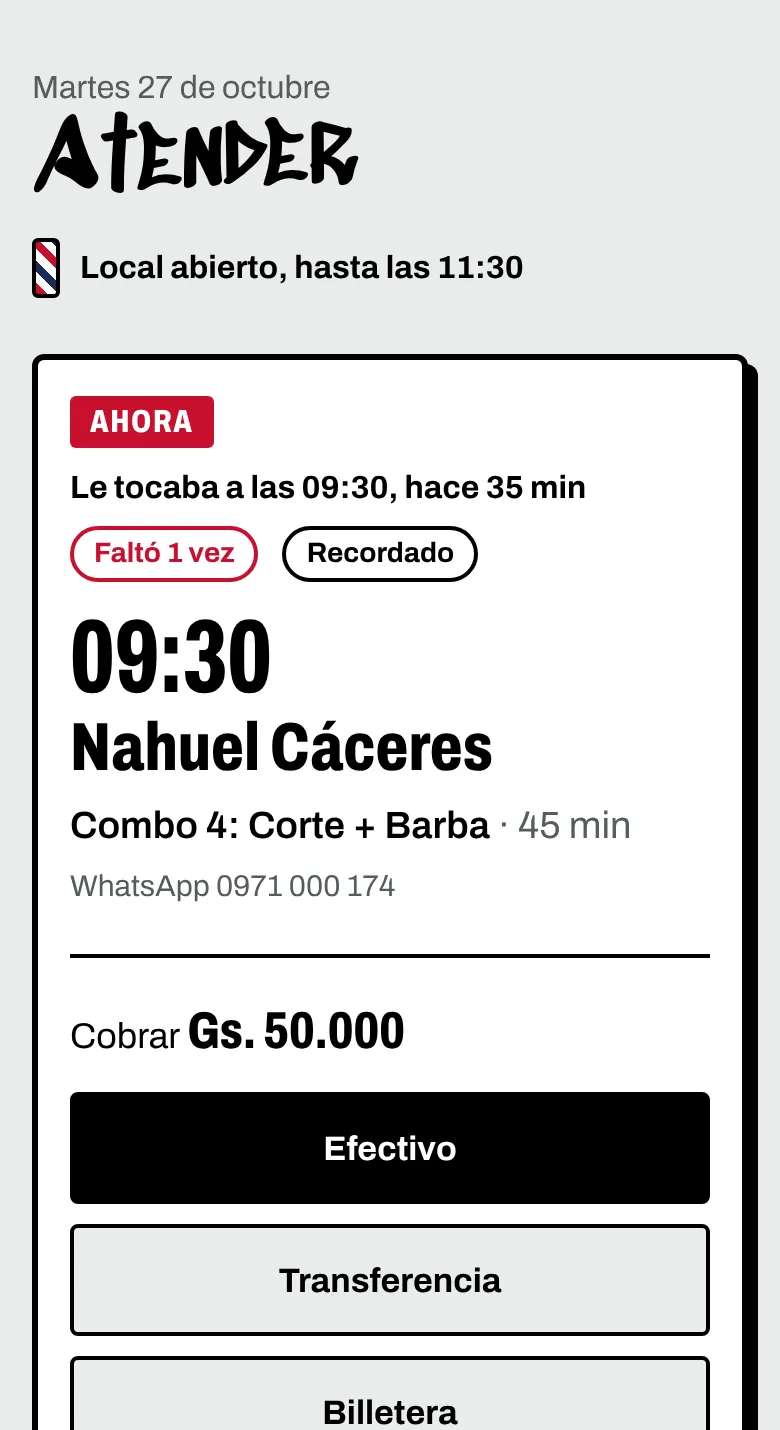 Martes 27 de octubre
ATENDER
Local abierto, hasta las 11:30
AHORA
Le tocaba a las 09:30, hace 35 min
Faltó 1 vez
Recordado
09:30
Nahuel Cáceres
Combo 4: Corte + Barba · 45 min
WhatsApp 0971 000 174
Cobrar Gs. 50.000
Efectivo
Transferencia
Billetera